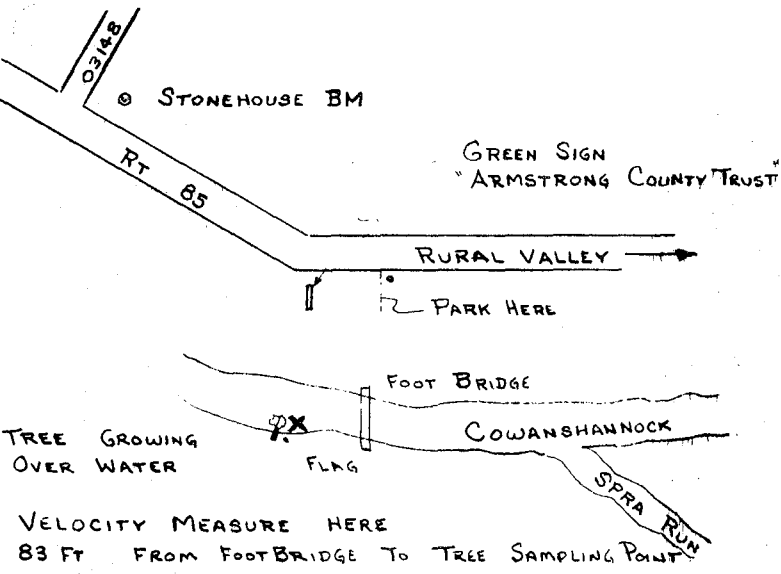 03148
STONEHOUSE BM
GREEN SIGN
"ARMSTRONG COUNTY TRUST"
RT 85
RURAL VALLEY
PARK HERE
FOOT BRIDGE
COWANSHANNOCK
TREE GROWING
OVER WATER
FLAG
SPRA RUN
VELOCITY MEASURE HERE
83 FT FROM FOOTBRIDGE TO TREE SAMPLING POINT